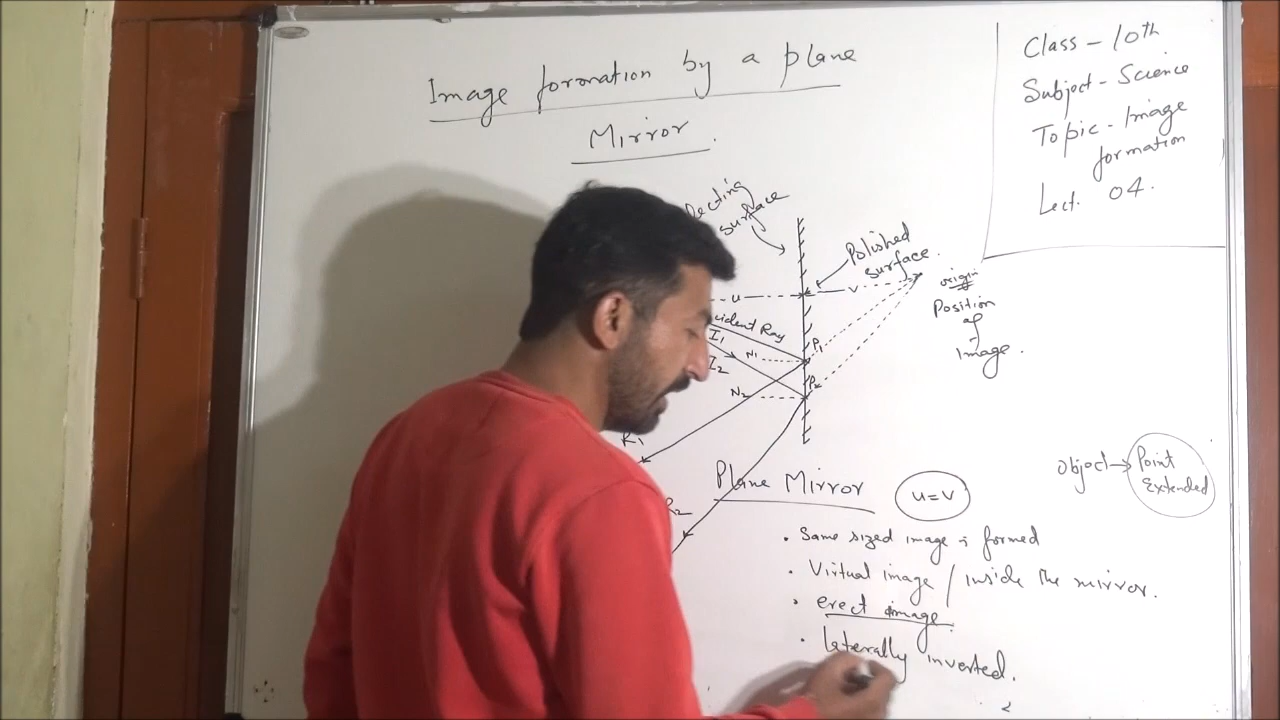 Image formation by a plane
Mirror.
Class - 10th
Subject - Science
Topic - Image
formation
Lect. 04.
surface
Polished
surface.
u
v
origin
Position
of
image.
Ray
I1
I2
N1
N2
P1
P2
R1
Plane Mirror
u=v
Object → Point
Extended
• Same sized image is formed
• Virtual image / inside the mirror.
• erect image.
• laterally inverted.